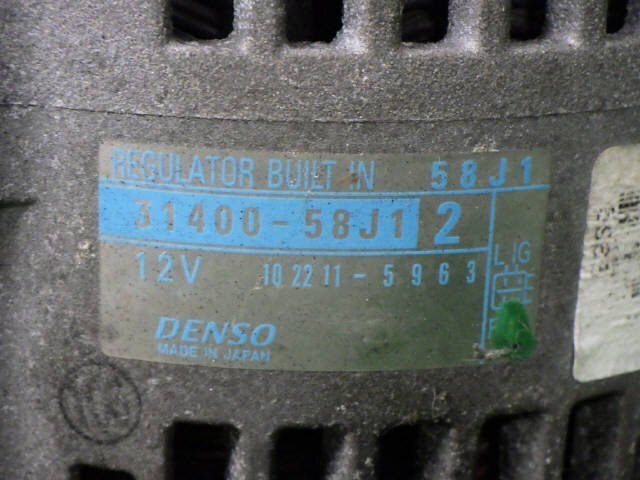 REGULATOR BUILT IN 58J1
31400-58J1 2
12V 102211-5963
L IG
DENSO
MADE IN JAPAN